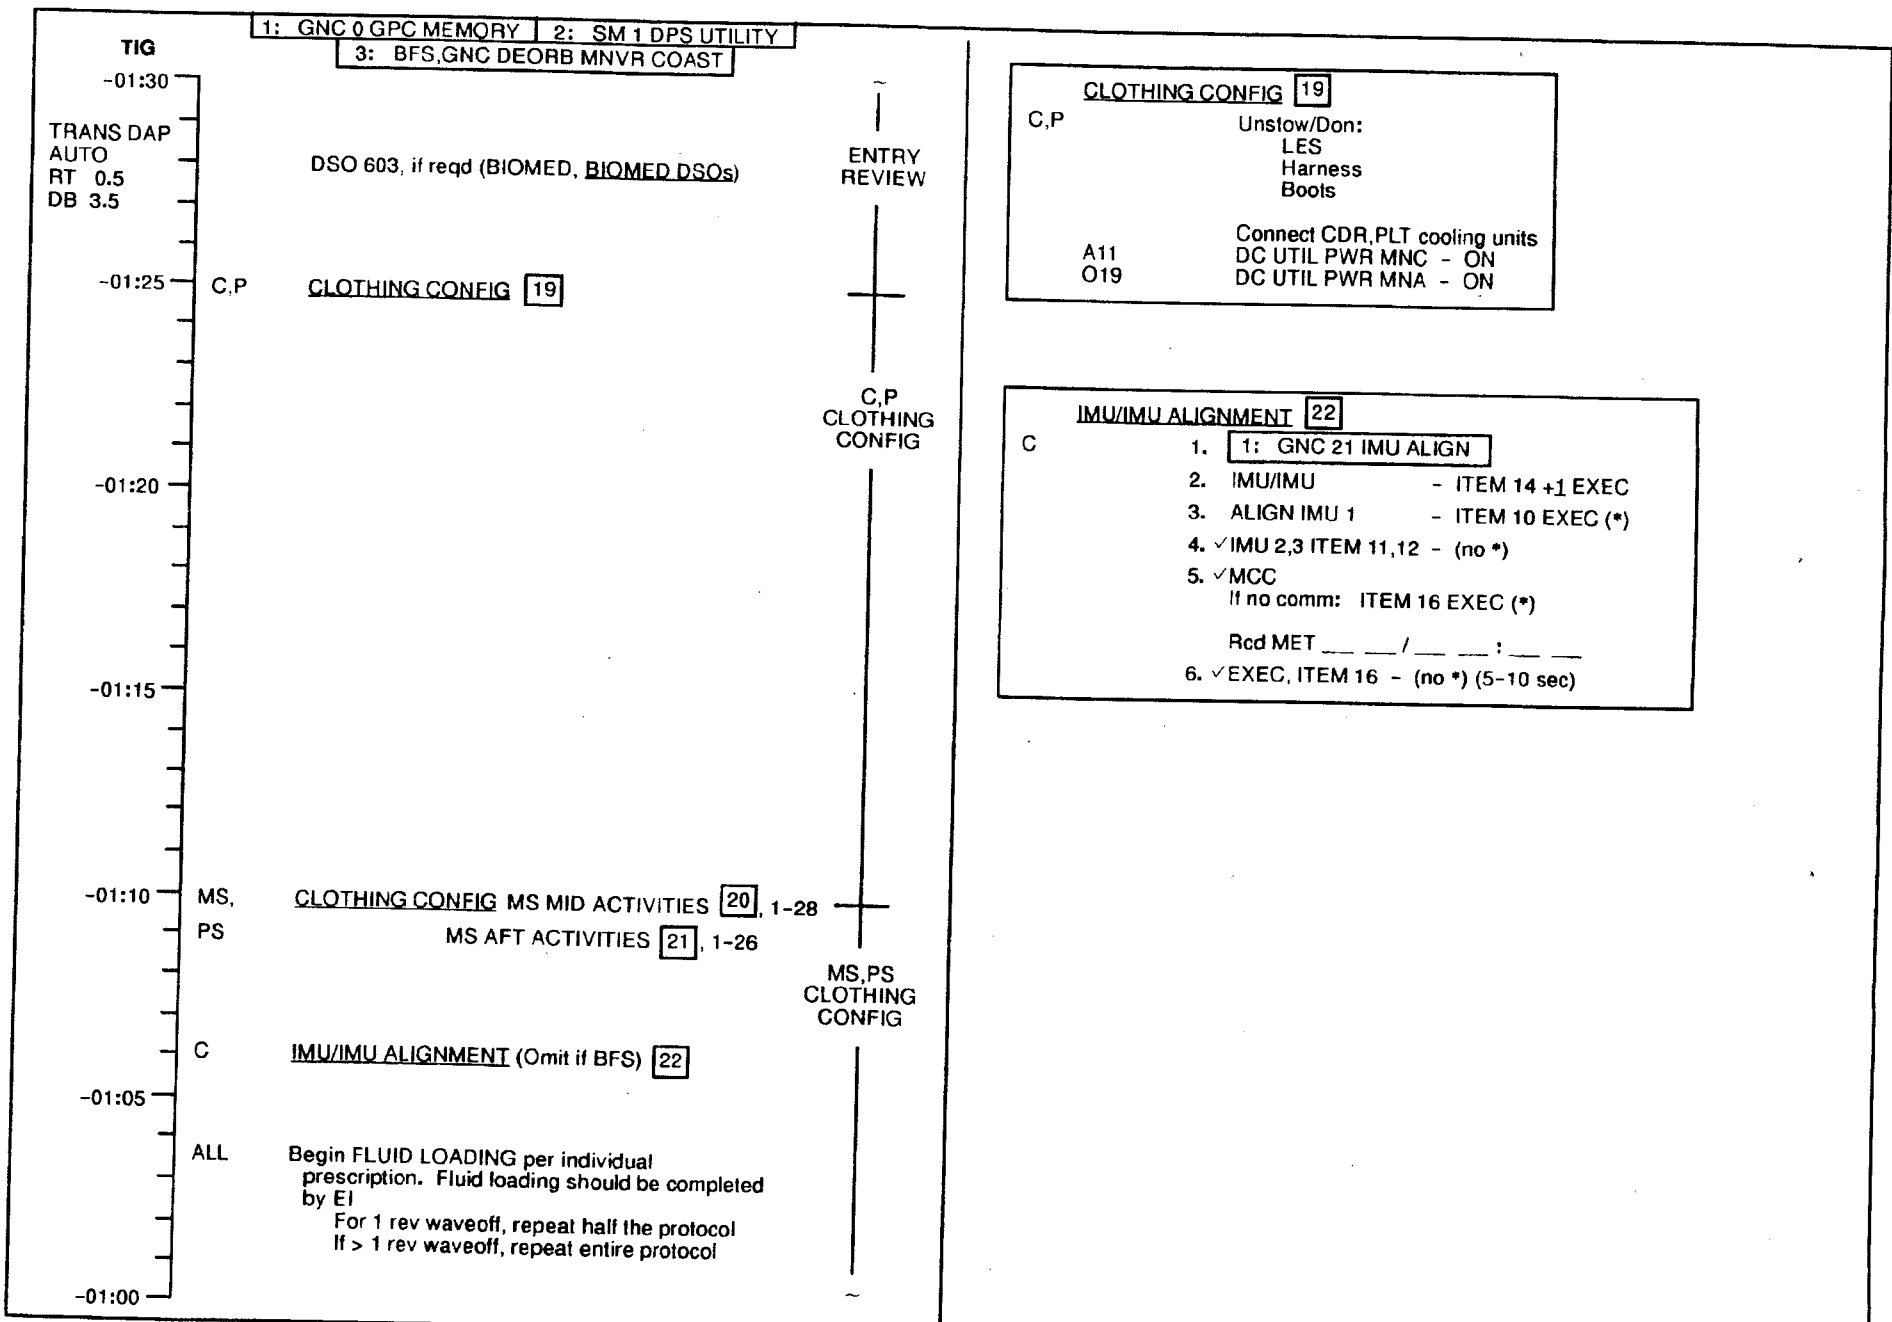 1: GNC 0 GPC MEMORY 2: SM 1 DPS UTILITY
3: BFS,GNC DEORB MNVR COAST
TIG
-01:30
TRANS DAP
AUTO
RT 0.5
DB 3.5
DSO 603, if reqd (BIOMED, BIOMED DSOs)
ENTRY
REVIEW
-01:25 C,P CLOTHING CONFIG 19
C,P
CLOTHING
CONFIG
-01:20
-01:15
-01:10 MS, CLOTHING CONFIG MS MID ACTIVITIES 20, 1-28
PS MS AFT ACTIVITIES 21, 1-26
MS,PS
CLOTHING
CONFIG
C IMU/IMU ALIGNMENT (Omit if BFS) 22
-01:05
ALL Begin FLUID LOADING per individual
prescription. Fluid loading should be completed
by EI
For 1 rev waveoff, repeat half the protocol
If > 1 rev waveoff, repeat entire protocol
-01:00
CLOTHING CONFIG 19
C,P Unstow/Don:
LES
Harness
Boots
Connect CDR,PLT cooling units
A11 DC UTIL PWR MNC - ON
O19 DC UTIL PWR MNA - ON
IMU/IMU ALIGNMENT 22
C 1. 1: GNC 21 IMU ALIGN
2. IMU/IMU - ITEM 14 +1 EXEC
3. ALIGN IMU 1 - ITEM 10 EXEC (*)
4. ✓IMU 2,3 ITEM 11,12 - (no *)
5. ✓MCC
If no comm: ITEM 16 EXEC (*)
Rcd MET __ __ / __ __ : __ __
6. ✓EXEC, ITEM 16 - (no *) (5-10 sec)